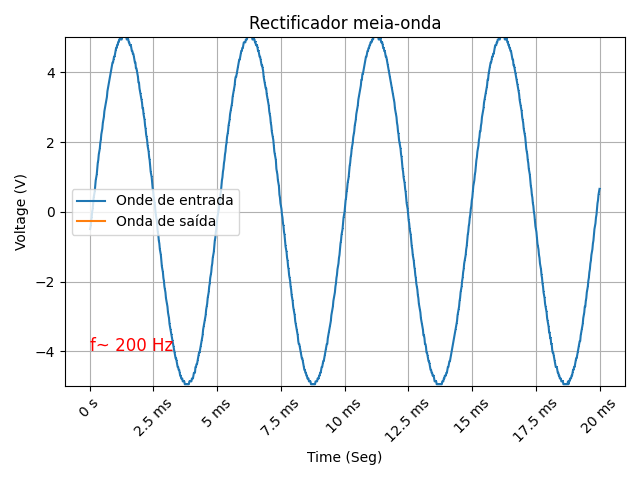 Rectificador meia-onda
Voltage (V)
4
2
0
−2
−4
Onde de entrada
Onda de saída
f~ 200 Hz
0 s
2.5 ms
5 ms
7.5 ms
10 ms
12.5 ms
15 ms
17.5 ms
20 ms
Time (Seg)